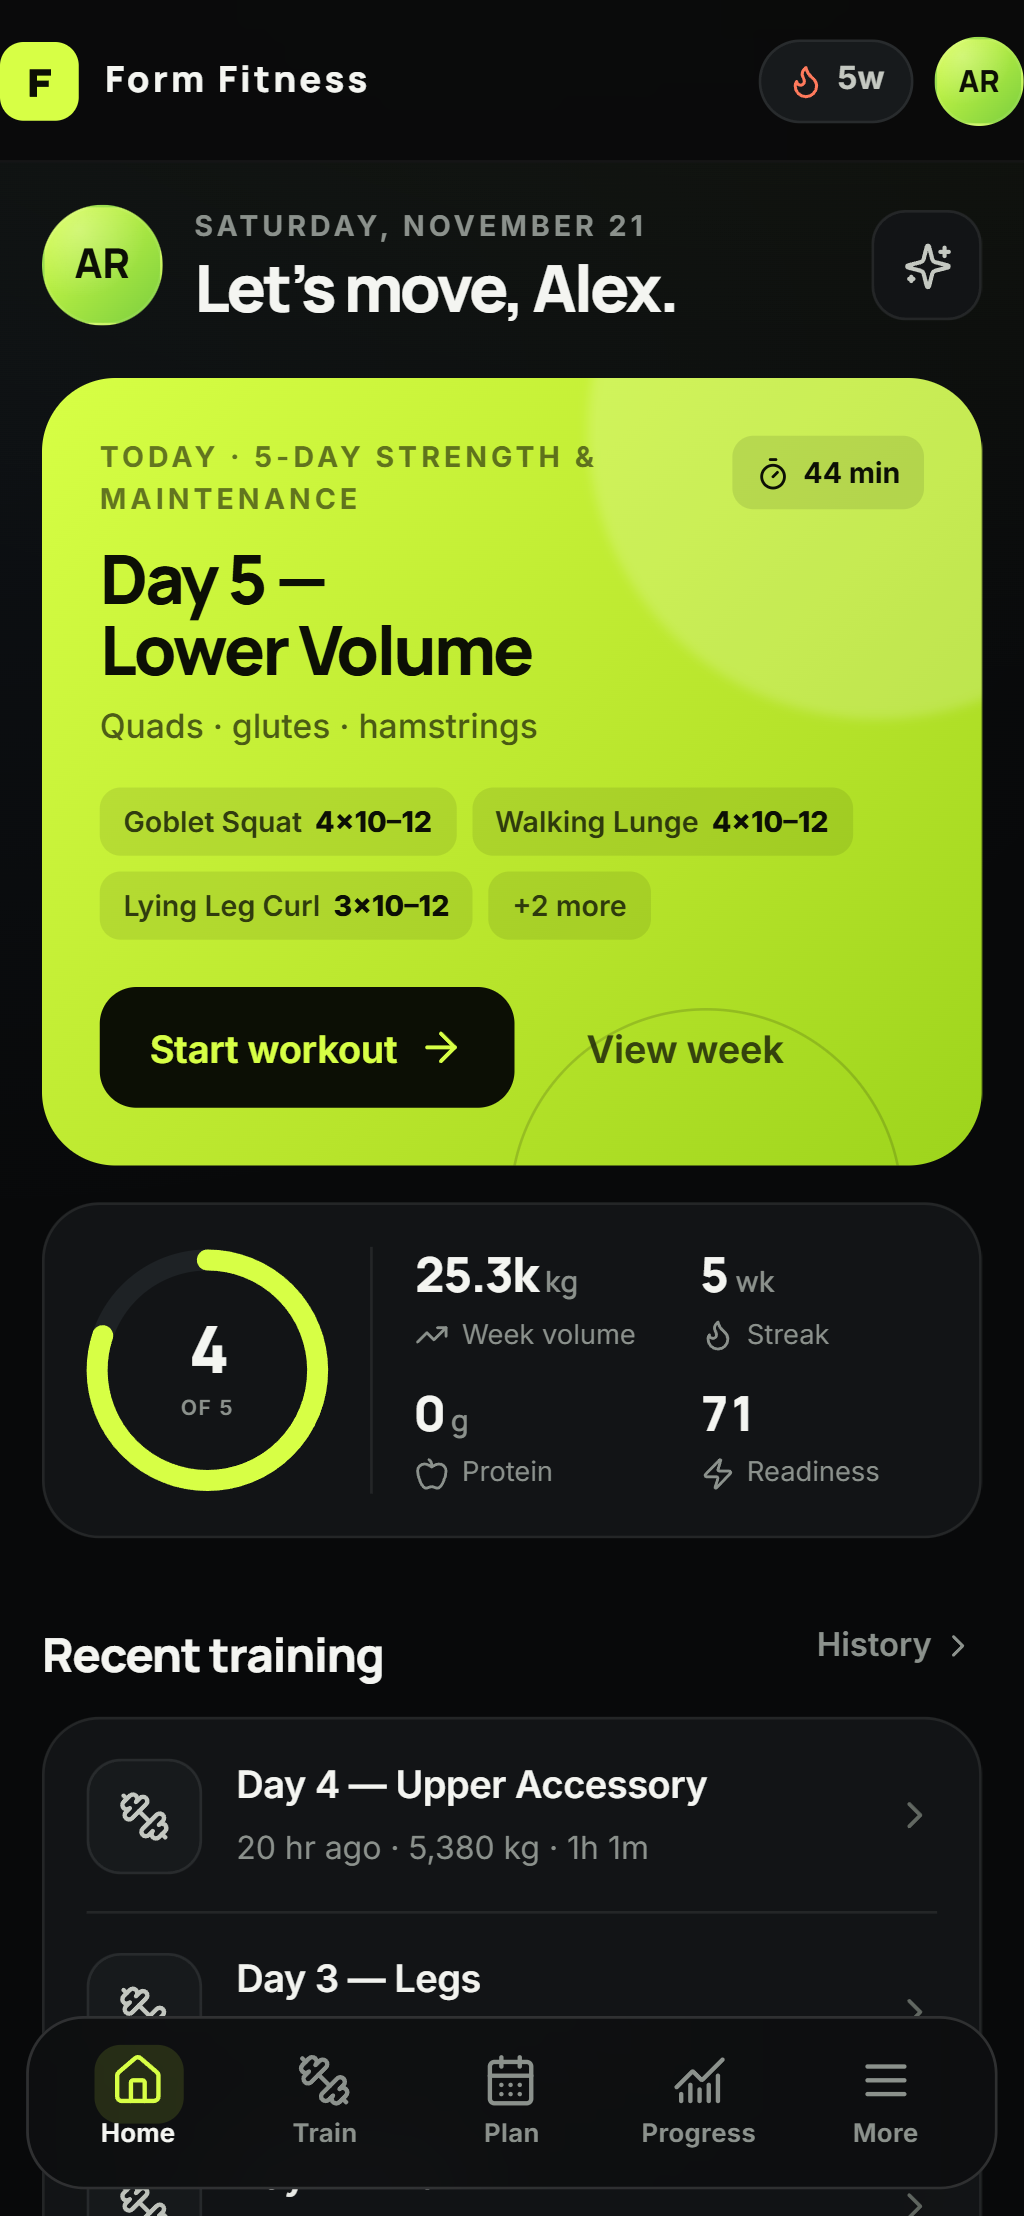 F Form Fitness 5w AR
AR
SATURDAY, NOVEMBER 21
Let's move, Alex.
TODAY · 5-DAY STRENGTH &
MAINTENANCE
44 min
Day 5 —
Lower Volume
Quads · glutes · hamstrings
Goblet Squat 4×10–12
Walking Lunge 4×10–12
Lying Leg Curl 3×10–12
+2 more
Start workout →
View week
4
OF 5
25.3k kg
Week volume
5 wk
Streak
0 g
Protein
71
Readiness
Recent training
History
Day 4 — Upper Accessory
20 hr ago · 5,380 kg · 1h 1m
Day 3 — Legs
Home
Train
Plan
Progress
More